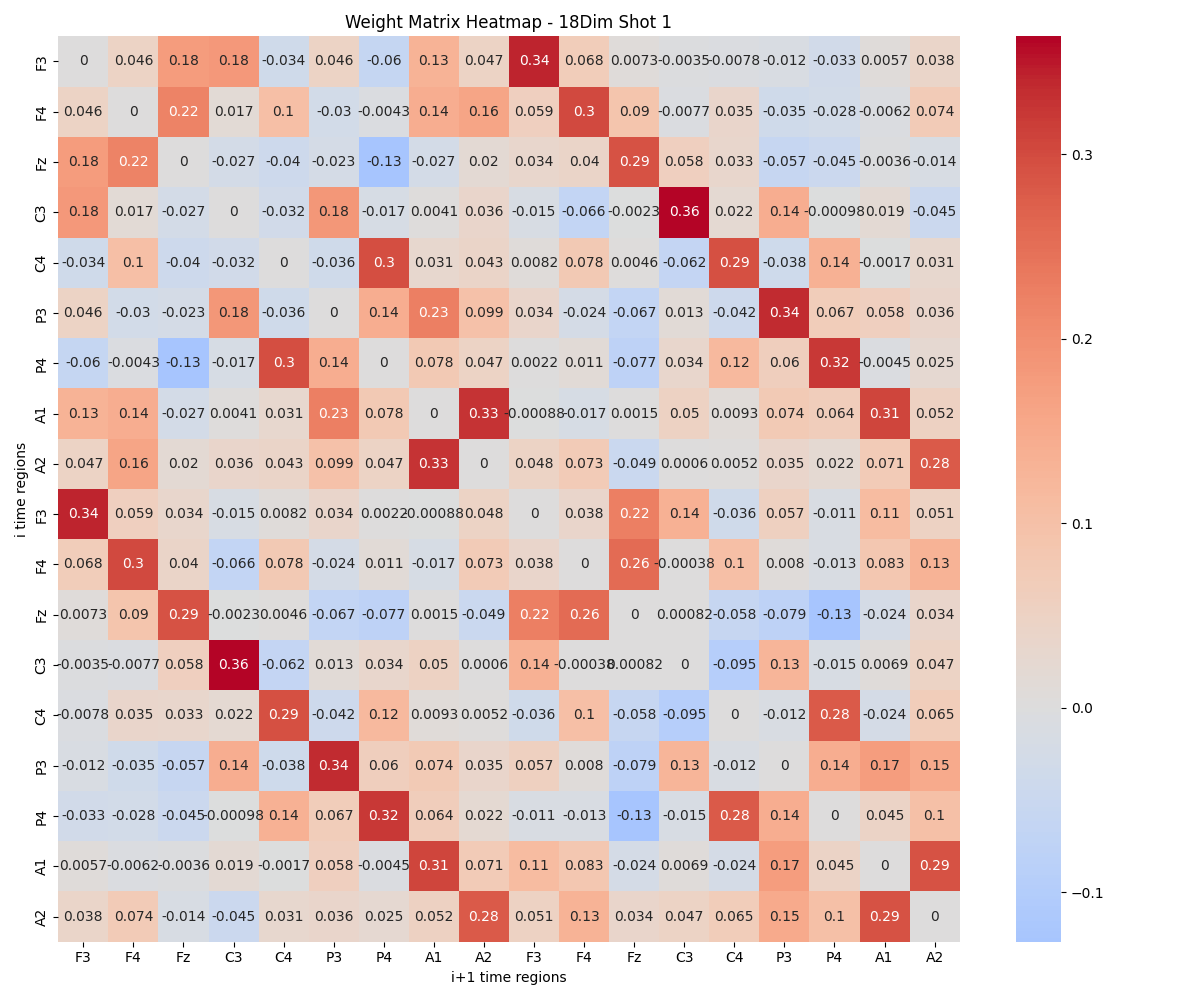 Weight Matrix Heatmap - 18Dim Shot 1
F3 0 0.046 0.18 0.18 -0.034 0.046 -0.06 0.13 0.047 0.34 0.068 0.0073 -0.0035 -0.0078 -0.012 -0.033 0.0057 0.038
F4 0.046 0 0.22 0.017 0.1 -0.03 -0.0043 0.14 0.16 0.059 0.3 0.09 -0.0077 0.035 -0.035 -0.028 -0.0062 0.074
Fz 0.18 0.22 0 -0.027 -0.04 -0.023 -0.13 -0.027 0.02 0.034 0.04 0.29 0.058 0.033 -0.057 -0.045 -0.0036 -0.014
C3 0.18 0.017 -0.027 0 -0.032 0.18 -0.017 0.0041 0.036 -0.015 -0.066 -0.0023 0.36 0.022 0.14 -0.00098 0.019 -0.045
C4 -0.034 0.1 -0.04 -0.032 0 -0.036 0.3 0.031 0.043 0.0082 0.078 0.0046 -0.062 0.29 -0.038 0.14 -0.0017 0.031
P3 0.046 -0.03 -0.023 0.18 -0.036 0 0.14 0.23 0.099 0.034 -0.024 -0.067 0.013 -0.042 0.34 0.067 0.058 0.036
P4 -0.06 -0.0043 -0.13 -0.017 0.3 0.14 0 0.078 0.047 0.0022 0.011 -0.077 0.034 0.12 0.06 0.32 -0.0045 0.025
A1 0.13 0.14 -0.027 0.0041 0.031 0.23 0.078 0 0.33 -0.00088 -0.017 0.0015 0.05 0.0093 0.074 0.064 0.31 0.052
A2 0.047 0.16 0.02 0.036 0.043 0.099 0.047 0.33 0 0.048 0.073 -0.049 0.0006 0.0052 0.035 0.022 0.071 0.28
F3 0.34 0.059 0.034 -0.015 0.0082 0.034 0.0022 -0.00088 0.048 0 0.038 0.22 0.14 -0.036 0.057 -0.011 0.11 0.051
F4 0.068 0.3 0.04 -0.066 0.078 -0.024 0.011 -0.017 0.073 0.038 0 0.26 -0.00038 0.1 0.008 -0.013 0.083 0.13
Fz 0.0073 0.09 0.29 -0.0023 0.0046 -0.067 -0.077 0.0015 -0.049 0.22 0.26 0 0.00082 -0.058 -0.079 -0.13 -0.024 0.034
C3 -0.0035 -0.0077 0.058 0.36 -0.062 0.013 0.034 0.05 0.0006 0.14 -0.00038 0.00082 0 -0.095 0.13 -0.015 0.0069 0.047
C4 -0.0078 0.035 0.033 0.022 0.29 -0.042 0.12 0.0093 0.0052 -0.036 0.1 -0.058 -0.095 0 -0.012 0.28 -0.024 0.065
P3 -0.012 -0.035 -0.057 0.14 -0.038 0.34 0.06 0.074 0.035 0.057 0.008 -0.079 0.13 -0.012 0 0.14 0.17 0.15
P4 -0.033 -0.028 -0.045 -0.00098 0.14 0.067 0.32 0.064 0.022 -0.011 -0.013 -0.13 -0.015 0.28 0.14 0 0.045 0.1
A1 0.0057 -0.0062 -0.0036 0.019 -0.0017 0.058 -0.0045 0.31 0.071 0.11 0.083 -0.024 0.0069 -0.024 0.17 0.045 0 0.29
A2 0.038 0.074 -0.014 -0.045 0.031 0.036 0.025 0.052 0.28 0.051 0.13 0.034 0.047 0.065 0.15 0.1 0.29 0
F3 F4 Fz C3 C4 P3 P4 A1 A2 F3 F4 Fz C3 C4 P3 P4 A1 A2
i+1 time regions
i time regions
0.3
0.2
0.1
0.0
−0.1